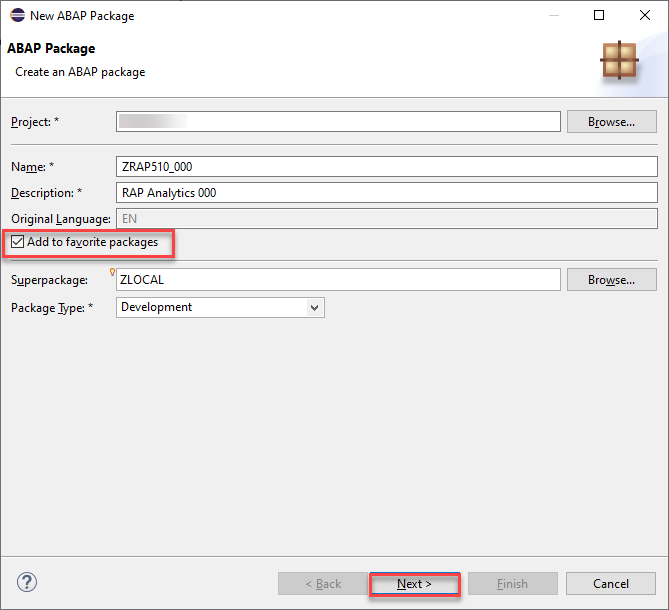 New ABAP Package
ABAP Package
Create an ABAP package
Project: * Browse...
Name: * ZRAP510_000
Description: * RAP Analytics 000
Original Language: EN
Add to favorite packages
Superpackage: ZLOCAL Browse...
Package Type: * Development
? < Back Next > Finish Cancel